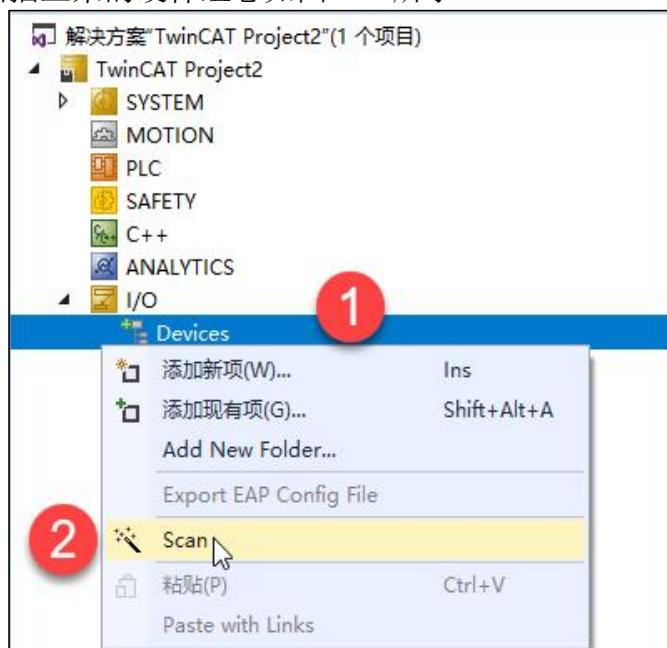 解决方案"TwinCAT Project2"(1 个项目)
TwinCAT Project2
SYSTEM
MOTION
PLC
SAFETY
C++
ANALYTICS
I/O
1
Devices
添加新项(W)... Ins
添加现有项(G)... Shift+Alt+A
Add New Folder...
Export EAP Config File
2 Scan
粘贴(P) Ctrl+V
Paste with Links